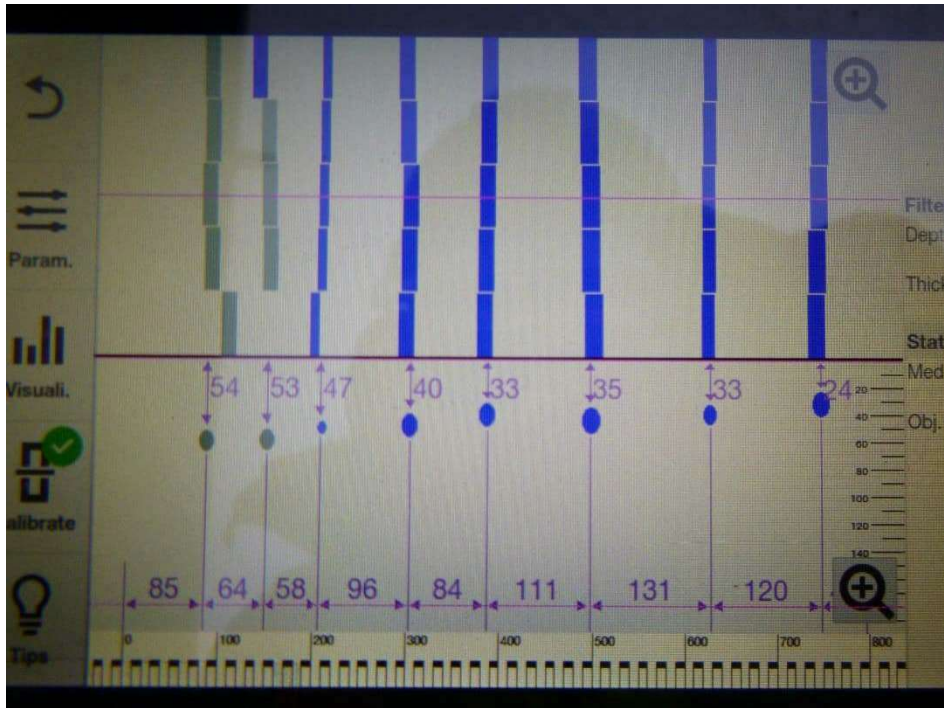 Param.
Visuali.
alibrate
Tips
Filte
Dept
Thick
Stat
Med
Obj.
54 53 47 40 33 35 33 24
20
40
60
80
100
120
140
85 64 58 96 84 111 131 120
0 100 200 300 400 500 600 700 800